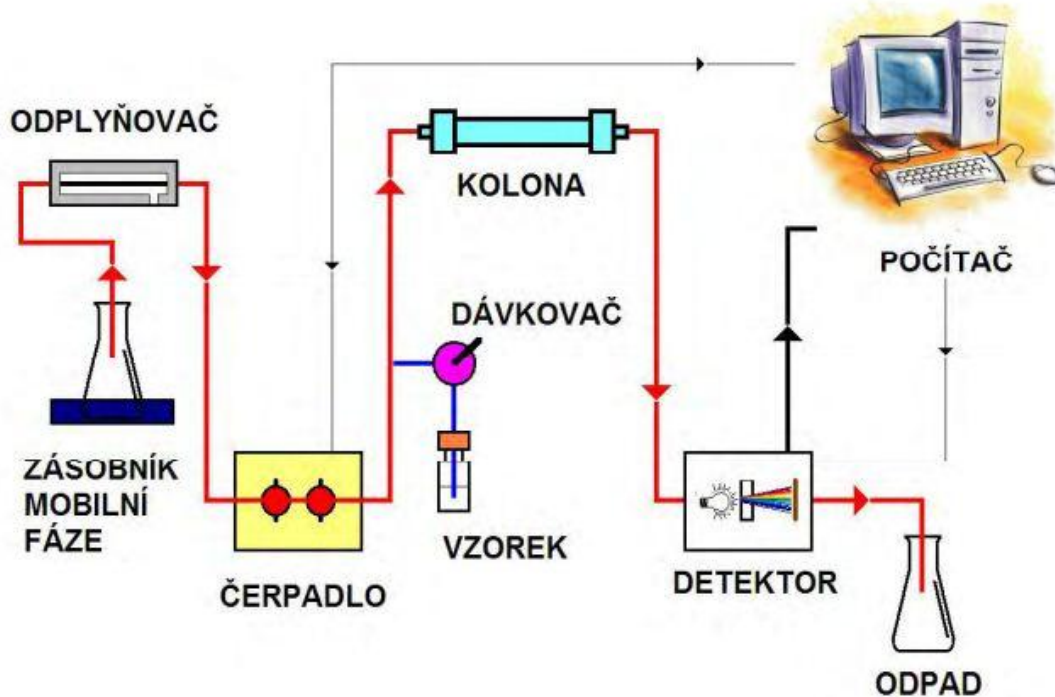 ODPLYŇOVAČ
KOLONA
POČÍTAČ
DÁVKOVAČ
ZÁSOBNÍK
MOBILNÍ
FÁZE
VZOREK
ČERPADLO
DETEKTOR
ODPAD